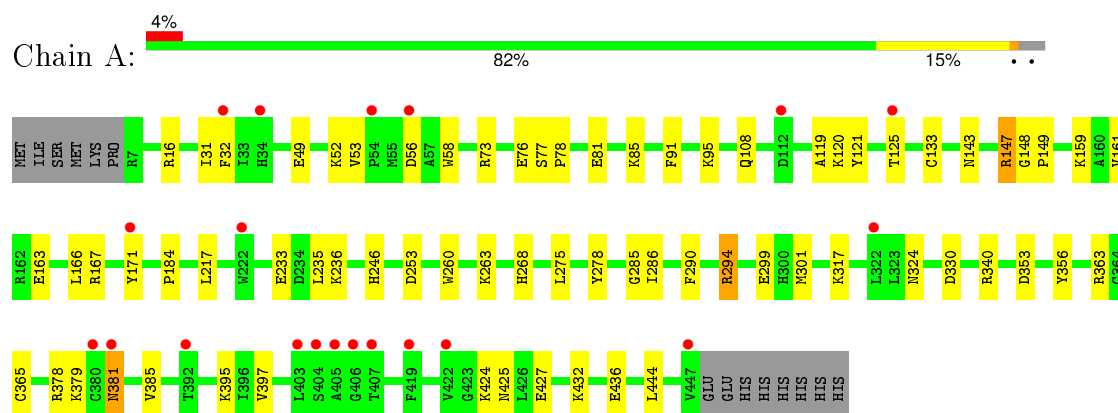 4%
Chain A:
82% 15% • •
MET ILE SER MET LYS PRO R7 R16 I31 F32 I33 H34 E49 K52 V53 P54 M55 D56 A57 W58 R73 E76 S77 P78 E81 K85 F91 K95 Q108 D112 A119 K120 Y121 T125 C133 N143 R147 G148 P149 K159 A160 V161
R162 E163 L166 R167 Y171 P184 L217 W222 E233 D234 L235 K236 H246 D253 W260 K263 H268 L275 Y278 G285 I286 F290 R294 E299 H300 M301 K317 L322 L323 N324 D330 R340 D353 Y356 R363 G364
C365 R378 K379 C380 N381 V385 T392 K395 I396 V397 L403 S404 A405 G406 T407 F419 V422 G423 K424 N425 L426 E427 K432 E436 L444 V447 GLU GLU HIS HIS HIS HIS HIS HIS